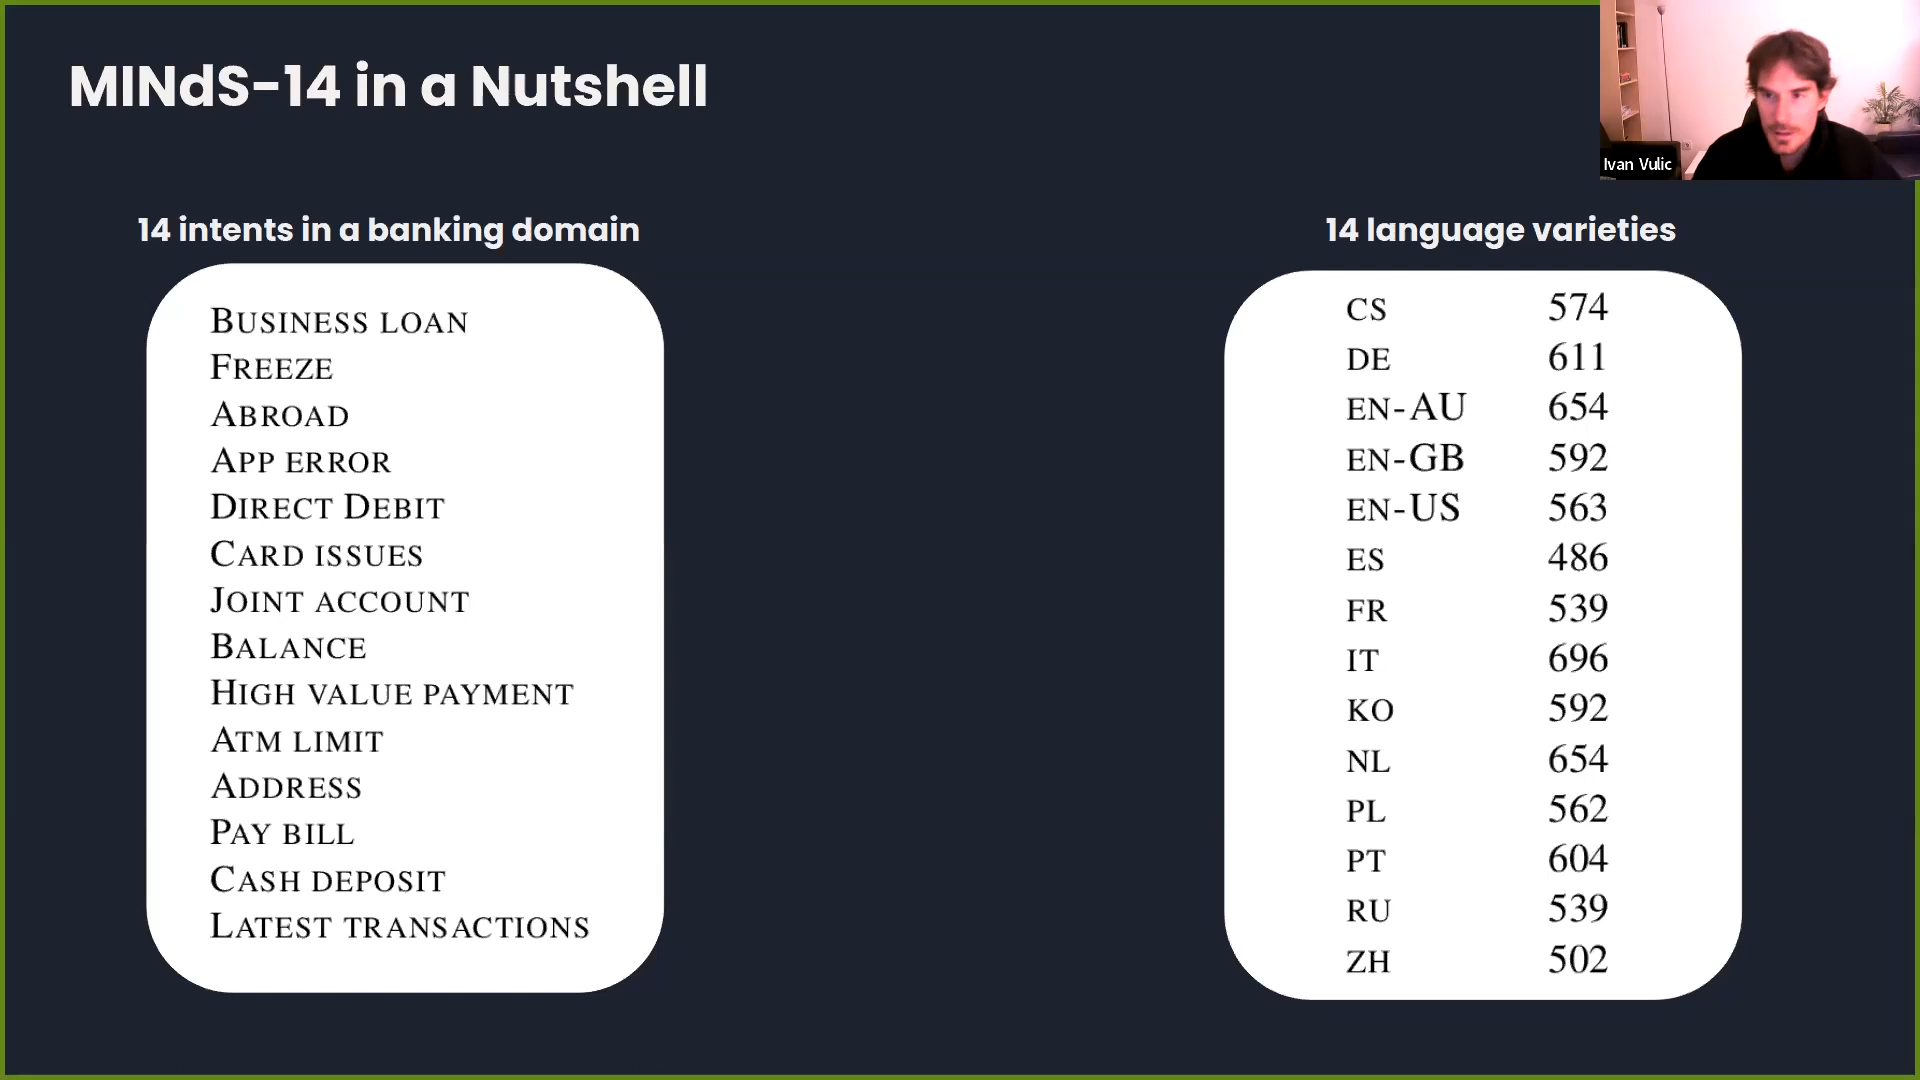 MINdS-14 in a Nutshell
Ivan Vulic
14 intents in a banking domain
BUSINESS LOAN
FREEZE
ABROAD
APP ERROR
DIRECT DEBIT
CARD ISSUES
JOINT ACCOUNT
BALANCE
HIGH VALUE PAYMENT
ATM LIMIT
ADDRESS
PAY BILL
CASH DEPOSIT
LATEST TRANSACTIONS
14 language varieties
CS 574
DE 611
EN-AU 654
EN-GB 592
EN-US 563
ES 486
FR 539
IT 696
KO 592
NL 654
PL 562
PT 604
RU 539
ZH 502